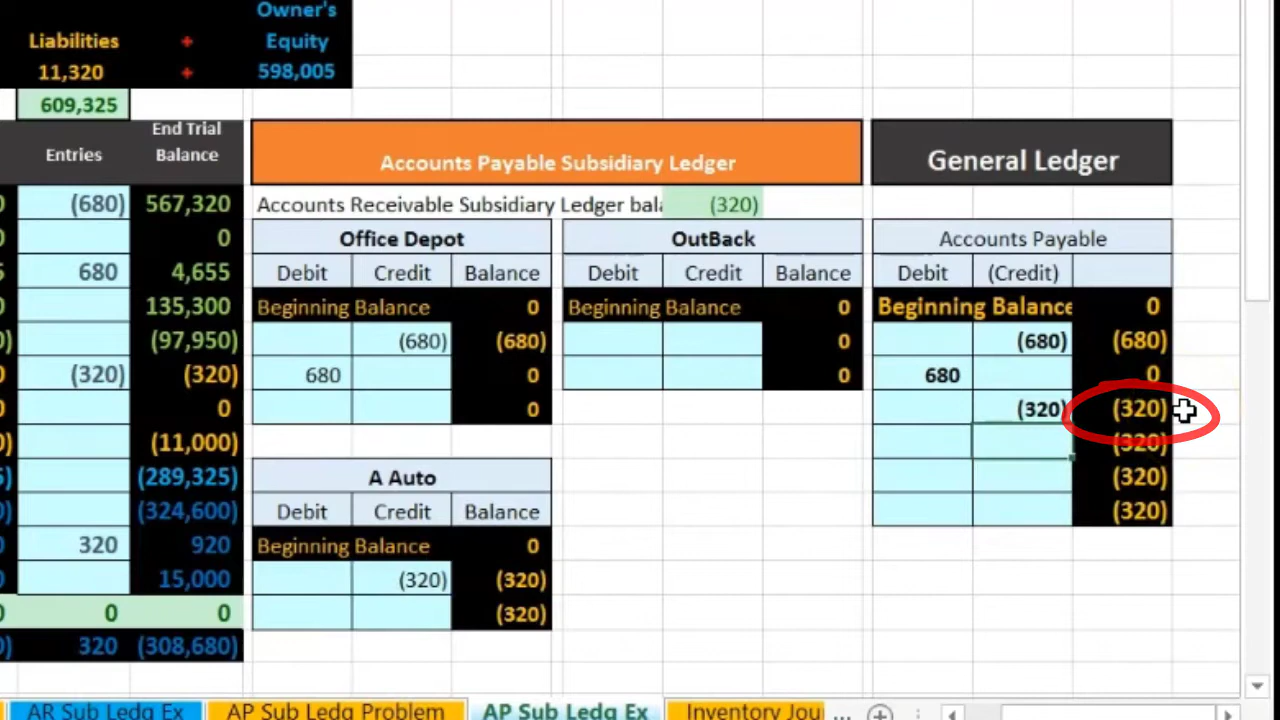 Owner's
Liabilities + Equity
11,320 + 598,005
609,325
Entries End Trial Balance
Accounts Payable Subsidiary Ledger
General Ledger
(680) 567,320
Accounts Receivable Subsidiary Ledger bala (320)
0
Office Depot
OutBack
Accounts Payable
680 4,655
Debit Credit Balance
Debit Credit Balance
Debit (Credit)
135,300
Beginning Balance 0
Beginning Balance 0
Beginning Balance 0
(97,950)
(680) (680)
0
(680) (680)
(320) (320)
680 0
0
680 0
0
0
(320) (320)
(11,000)
(320)
(289,325)
A Auto
(320)
(324,600)
Debit Credit Balance
(320)
320 920
Beginning Balance 0
15,000
(320) (320)
0 0
(320)
320 (308,680)
AR Sub Ledg Ex AP Sub Ledg Problem AP Sub Ledg Ex Inventory Jou ...